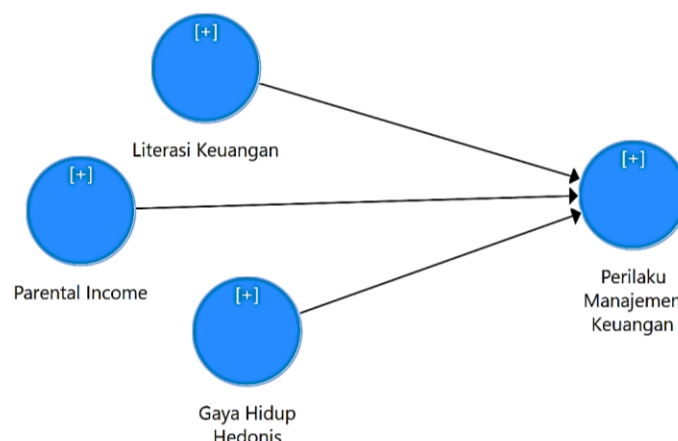 [+]
Literasi Keuangan
[+]
Parental Income
[+]
Gaya Hidup
Hedonis
[+]
Perilaku
Manajemen
Keuangan